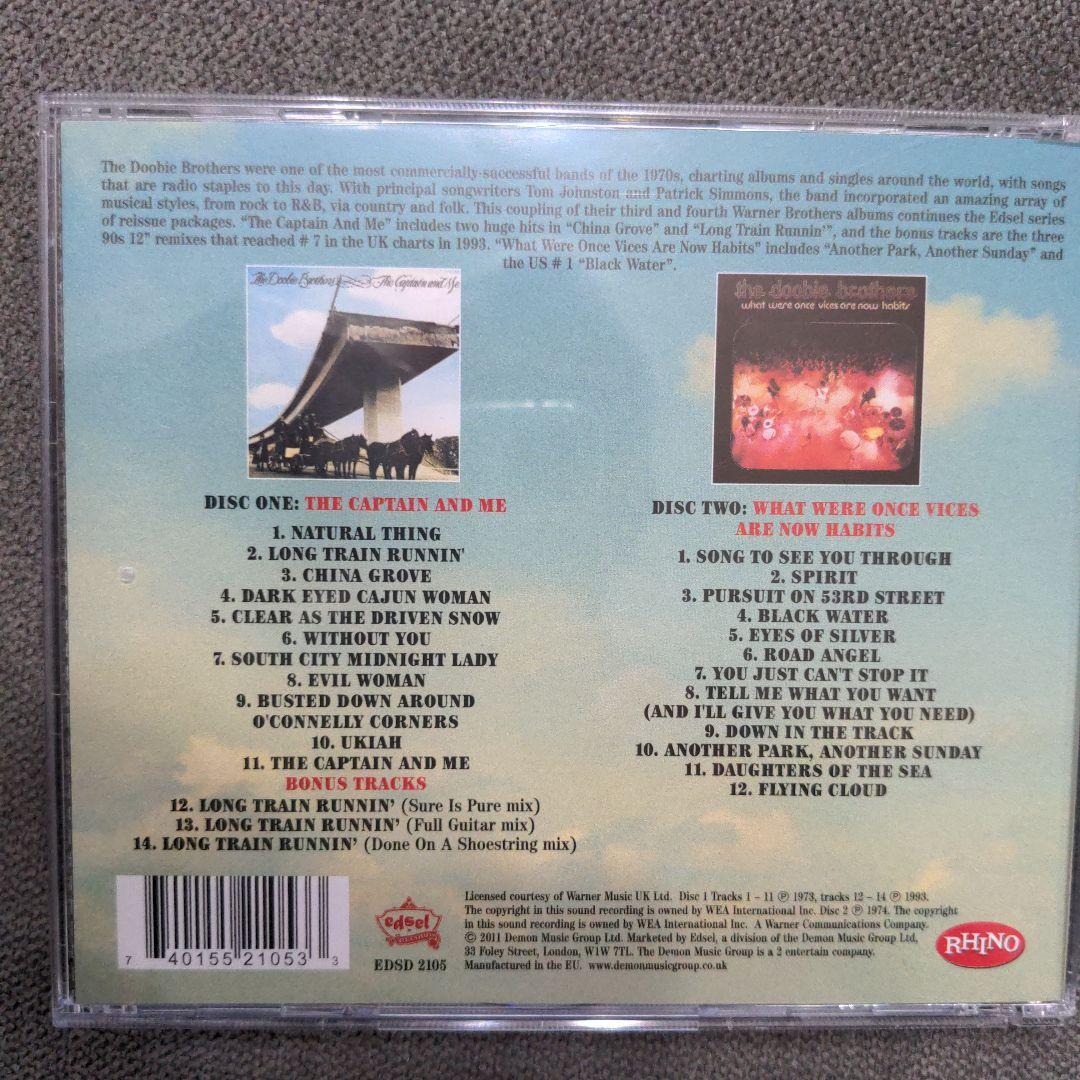 The Doobie Brothers were one of the most commercially-successful bands of the 1970s, charting albums and singles around the world, with songs
that are radio staples to this day. With principal songwriters Tom Johnston and Patrick Simmons, the band incorporated an amazing array of
musical styles, from rock to R&B, via country and folk. This coupling of their third and fourth Warner Brothers albums continues the Edsel series
of reissue packages. “The Captain And Me” includes two huge hits in “China Grove” and “Long Train Runnin’”, and the bonus tracks are the three
90s 12” remixes that reached # 7 in the UK charts in 1993. “What Were Once Vices Are Now Habits” includes “Another Park, Another Sunday” and
the US # 1 “Black Water”.
The Doobie Brothers The Captain and Me
the doobie brothers
what were once vices are now habits
DISC ONE: THE CAPTAIN AND ME
1. NATURAL THING
2. LONG TRAIN RUNNIN'
3. CHINA GROVE
4. DARK EYED CAJUN WOMAN
5. CLEAR AS THE DRIVEN SNOW
6. WITHOUT YOU
7. SOUTH CITY MIDNIGHT LADY
8. EVIL WOMAN
9. BUSTED DOWN AROUND
O'CONNELLY CORNERS
10. UKIAH
11. THE CAPTAIN AND ME
BONUS TRACKS
12. LONG TRAIN RUNNIN’ (Sure Is Pure mix)
13. LONG TRAIN RUNNIN’ (Full Guitar mix)
14. LONG TRAIN RUNNIN’ (Done On A Shoestring mix)
DISC TWO: WHAT WERE ONCE VICES
ARE NOW HABITS
1. SONG TO SEE YOU THROUGH
2. SPIRIT
3. PURSUIT ON 53RD STREET
4. BLACK WATER
5. EYES OF SILVER
6. ROAD ANGEL
7. YOU JUST CAN'T STOP IT
8. TELL ME WHAT YOU WANT
(AND I'LL GIVE YOU WHAT YOU NEED)
9. DOWN IN THE TRACK
10. ANOTHER PARK, ANOTHER SUNDAY
11. DAUGHTERS OF THE SEA
12. FLYING CLOUD
7 40155 21053 3
edsel
EDSD 2105
Licensed courtesy of Warner Music UK Ltd. Disc 1 Tracks 1 – 11 ℗ 1973, tracks 12 – 14 ℗ 1993.
The copyright in this sound recording is owned by WEA International Inc. Disc 2 ℗ 1974. The copyright
in this sound recording is owned by WEA International Inc. A Warner Communications Company.
© 2011 Demon Music Group Ltd. Marketed by Edsel, a division of the Demon Music Group Ltd,
33 Foley Street, London, W1W 7TL. The Demon Music Group is a 2 entertain company.
Manufactured in the EU. www.demonmusicgroup.co.uk
RHINO